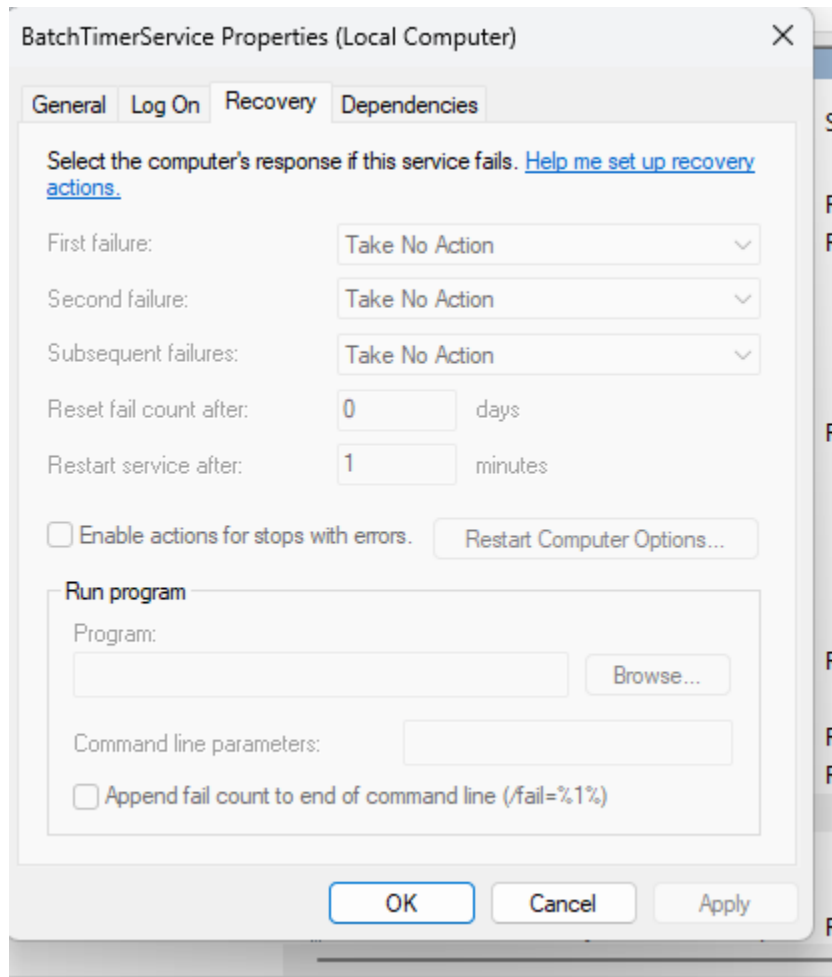 BatchTimerService Properties (Local Computer)
General Log On Recovery Dependencies
Select the computer's response if this service fails. Help me set up recovery
actions.
First failure: Take No Action
Second failure: Take No Action
Subsequent failures: Take No Action
Reset fail count after: 0 days
Restart service after: 1 minutes
Enable actions for stops with errors. Restart Computer Options...
Run program
Program:
Browse...
Command line parameters:
Append fail count to end of command line (/fail=%1%)
OK Cancel Apply